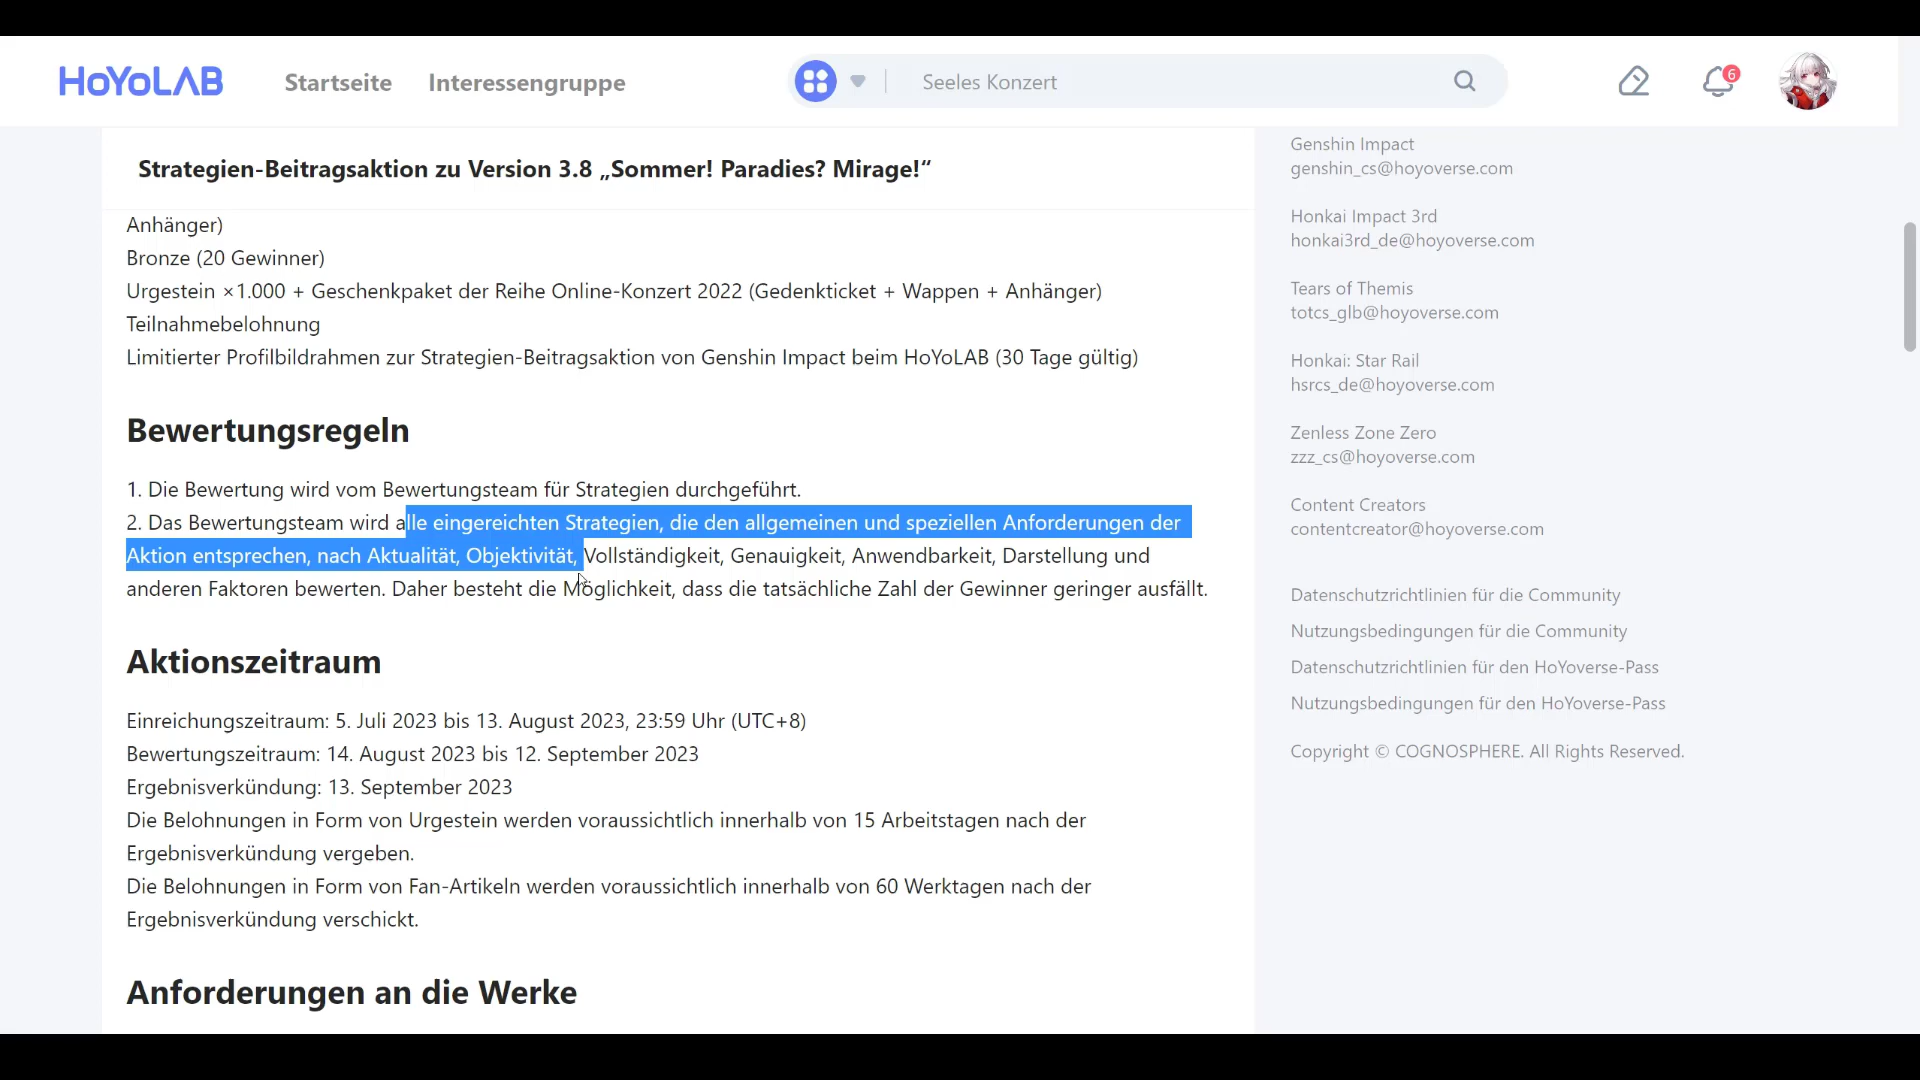 HoYoLAB
Startseite
Interessengruppe
Seeles Konzert
6
Strategien-Beitragsaktion zu Version 3.8 „Sommer! Paradies? Mirage!“
Anhänger)
Bronze (20 Gewinner)
Urgestein ×1.000 + Geschenkpaket der Reihe Online-Konzert 2022 (Gedenkticket + Wappen + Anhänger)
Teilnahmebelohnung
Limitierter Profilbildrahmen zur Strategien-Beitragsaktion von Genshin Impact beim HoYoLAB (30 Tage gültig)
Bewertungsregeln
1. Die Bewertung wird vom Bewertungsteam für Strategien durchgeführt.
2. Das Bewertungsteam wird alle eingereichten Strategien, die den allgemeinen und speziellen Anforderungen der
Aktion entsprechen, nach Aktualität, Objektivität, Vollständigkeit, Genauigkeit, Anwendbarkeit, Darstellung und
anderen Faktoren bewerten. Daher besteht die Möglichkeit, dass die tatsächliche Zahl der Gewinner geringer ausfällt.
Aktionszeitraum
Einreichungszeitraum: 5. Juli 2023 bis 13. August 2023, 23:59 Uhr (UTC+8)
Bewertungszeitraum: 14. August 2023 bis 12. September 2023
Ergebnisverkündung: 13. September 2023
Die Belohnungen in Form von Urgestein werden voraussichtlich innerhalb von 15 Arbeitstagen nach der
Ergebnisverkündung vergeben.
Die Belohnungen in Form von Fan-Artikeln werden voraussichtlich innerhalb von 60 Werktagen nach der
Ergebnisverkündung verschickt.
Anforderungen an die Werke
Genshin Impact
genshin_cs@hoyoverse.com
Honkai Impact 3rd
honkai3rd_de@hoyoverse.com
Tears of Themis
totcs_glb@hoyoverse.com
Honkai: Star Rail
hsrcs_de@hoyoverse.com
Zenless Zone Zero
zzz_cs@hoyoverse.com
Content Creators
contentcreator@hoyoverse.com
Datenschutzrichtlinien für die Community
Nutzungsbedingungen für die Community
Datenschutzrichtlinien für den HoYoverse-Pass
Nutzungsbedingungen für den HoYoverse-Pass
Copyright © COGNOSPHERE. All Rights Reserved.